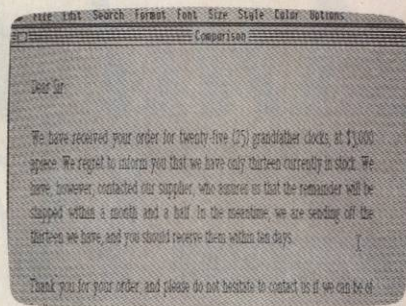 File Edit Search Format Font Size Style Color Options
Comparison
Dear Sir:
We have received your order for twenty-five (25) grandfather clocks, at $3,000
apiece. We regret to inform you that we have only thirteen currently in stock. We
have, however, contacted our supplier, who assures us that the remainder will be
shipped within a month and a half. In the meantime, we are sending off the
thirteen we have, and you should receive them within ten days.
Thank you for your order, and please do not hesitate to contact us if we can be of